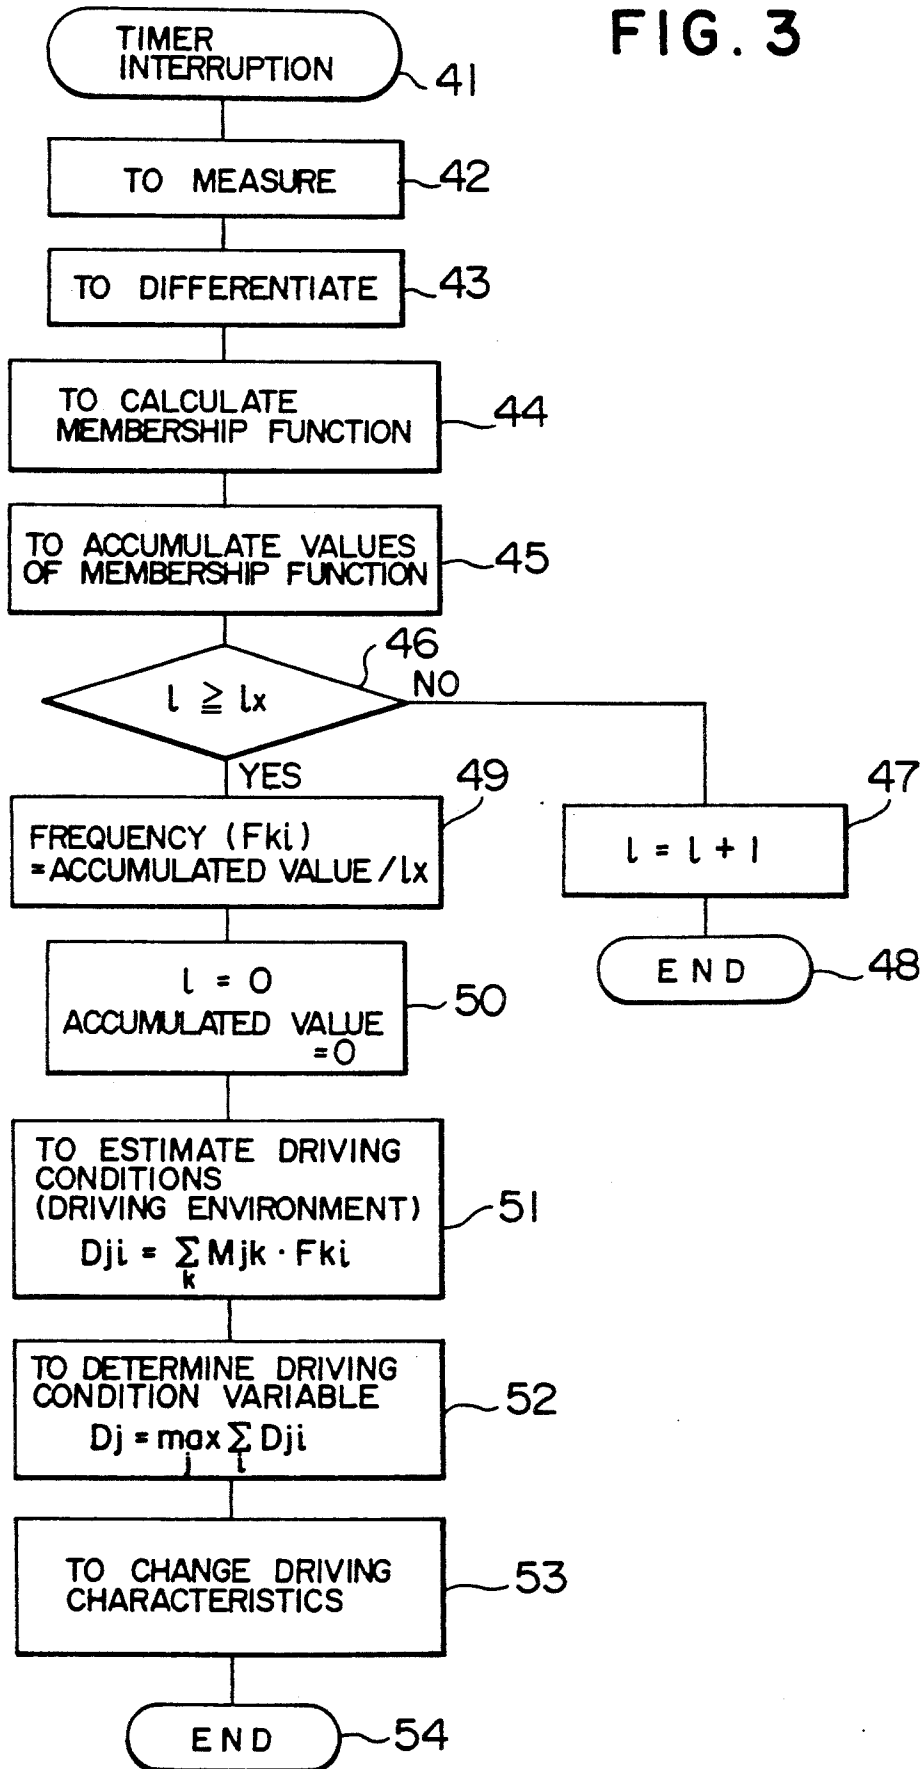 FIG. 3
TIMER
INTERRUPTION
41
TO MEASURE
42
TO DIFFERENTIATE
43
TO CALCULATE
MEMBERSHIP FUNCTION
44
TO ACCUMULATE VALUES
OF MEMBERSHIP FUNCTION
45
46
l ≧ lx
NO
YES
47
l = l + 1
END
48
49
FREQUENCY (Fki)
=ACCUMULATED VALUE/lx
l = 0
ACCUMULATED VALUE
=0
50
TO ESTIMATE DRIVING
CONDITIONS
(DRIVING ENVIRONMENT)
Dji = Σ Mjk · Fki
k
51
TO DETERMINE DRIVING
CONDITION VARIABLE
Dj = max Σ Dji
j i
52
TO CHANGE DRIVING
CHARACTERISTICS
53
END
54